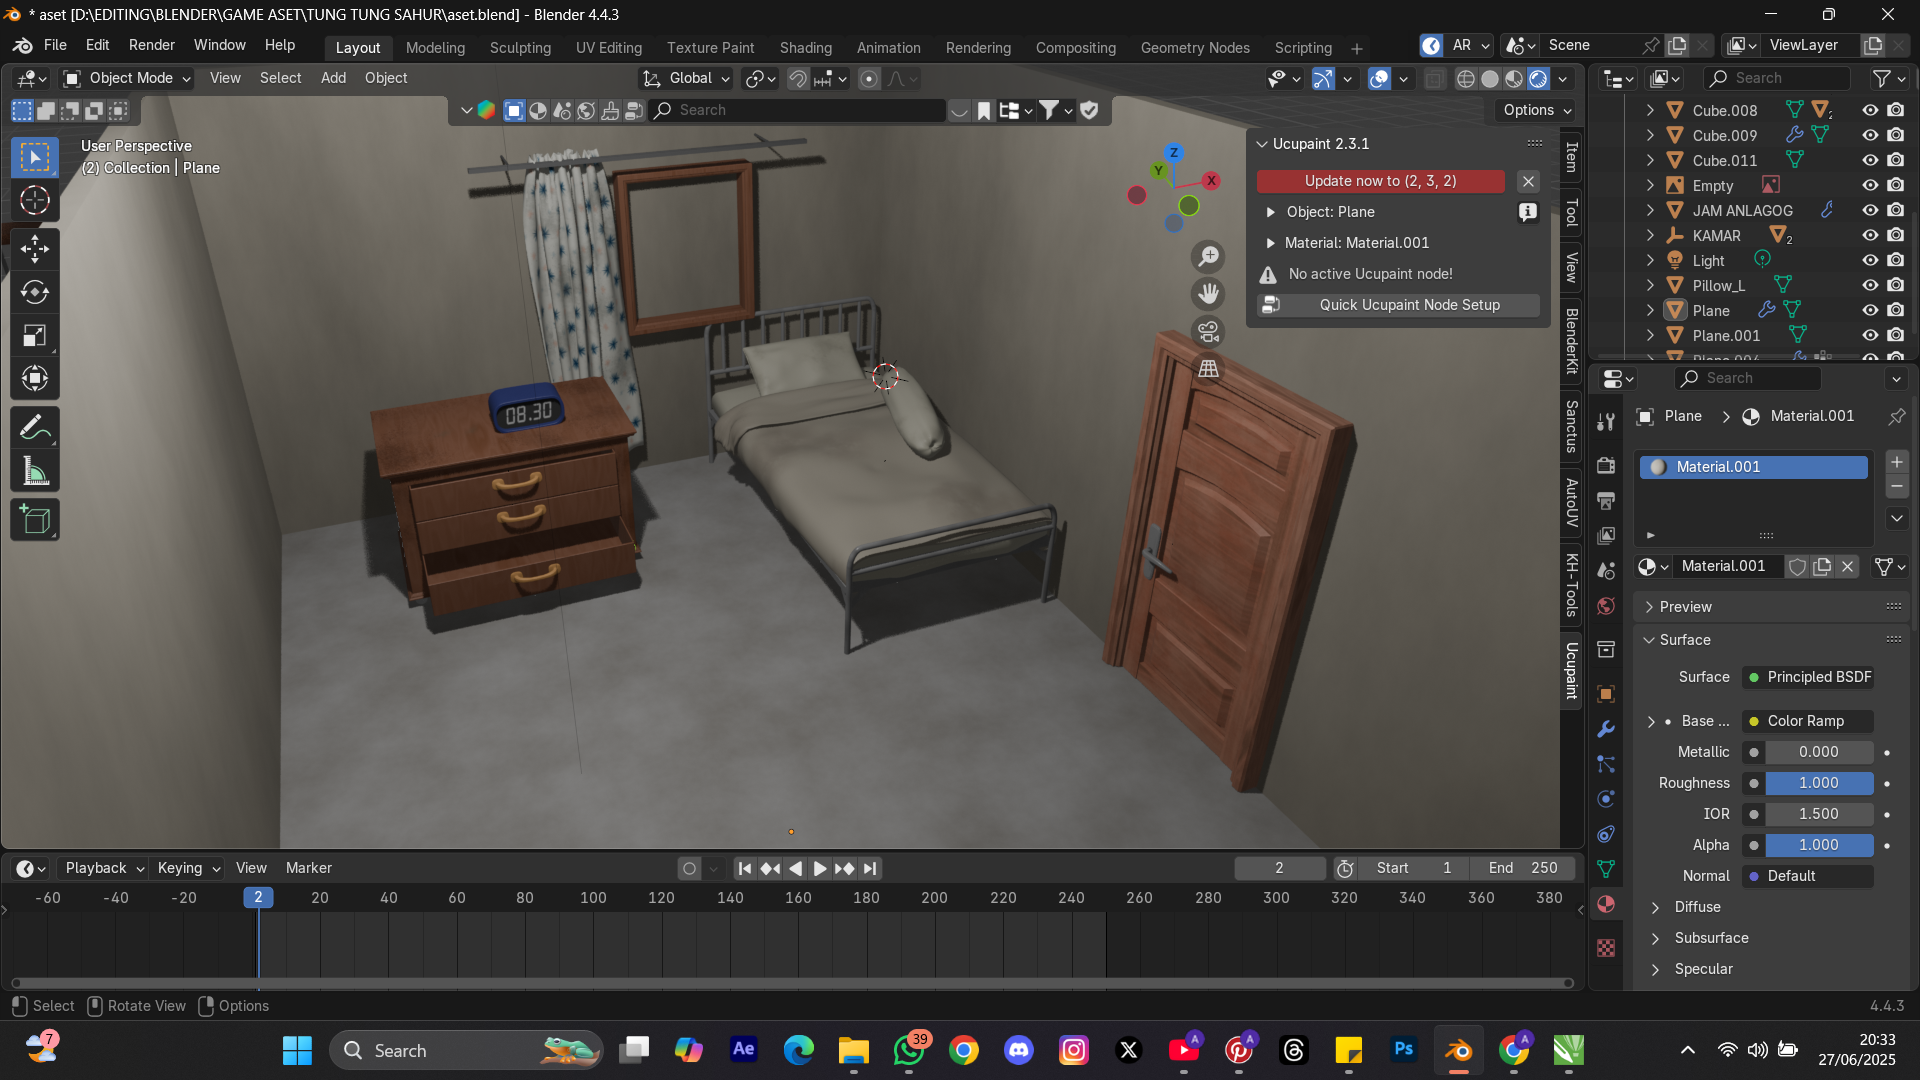 * aset [D:\EDITING\BLENDER\GAME ASET\TUNG TUNG SAHUR\aset.blend] - Blender 4.4.3
File Edit Render Window Help Layout Modeling Sculpting UV Editing Texture Paint Shading Animation Rendering Compositing Geometry Nodes Scripting + AR Scene ViewLayer
Object Mode View Select Add Object Global Search
Search Options
User Perspective
(2) Collection | Plane
Z
Y
X
08.30
Ucupaint 2.3.1
Update now to (2, 3, 2)
Object: Plane
Material: Material.001
No active Ucupaint node!
Quick Ucupaint Node Setup
Item
Tool
View
BlenderKit
Sanctus
AutoUV
KH-Tools
Ucupaint
Cube.008 2
Cube.009
Cube.011
Empty
JAM ANLAGOG
KAMAR 2
Light
Pillow_L
Plane
Plane.001
Search
Plane > Material.001
Material.001
Material.001
Preview
Surface
Surface Principled BSDF
Base ... Color Ramp
Metallic 0.000
Roughness 1.000
IOR 1.500
Alpha 1.000
Normal Default
Diffuse
Subsurface
Specular
Playback Keying View Marker 2 Start 1 End 250
-60 -40 -20 2 20 40 60 80 100 120 140 160 180 200 220 240 260 280 300 320 340 360 380
Select Rotate View Options 4.4.3
7 Search Ae 39 A A Ps A
20:33
27/06/2025